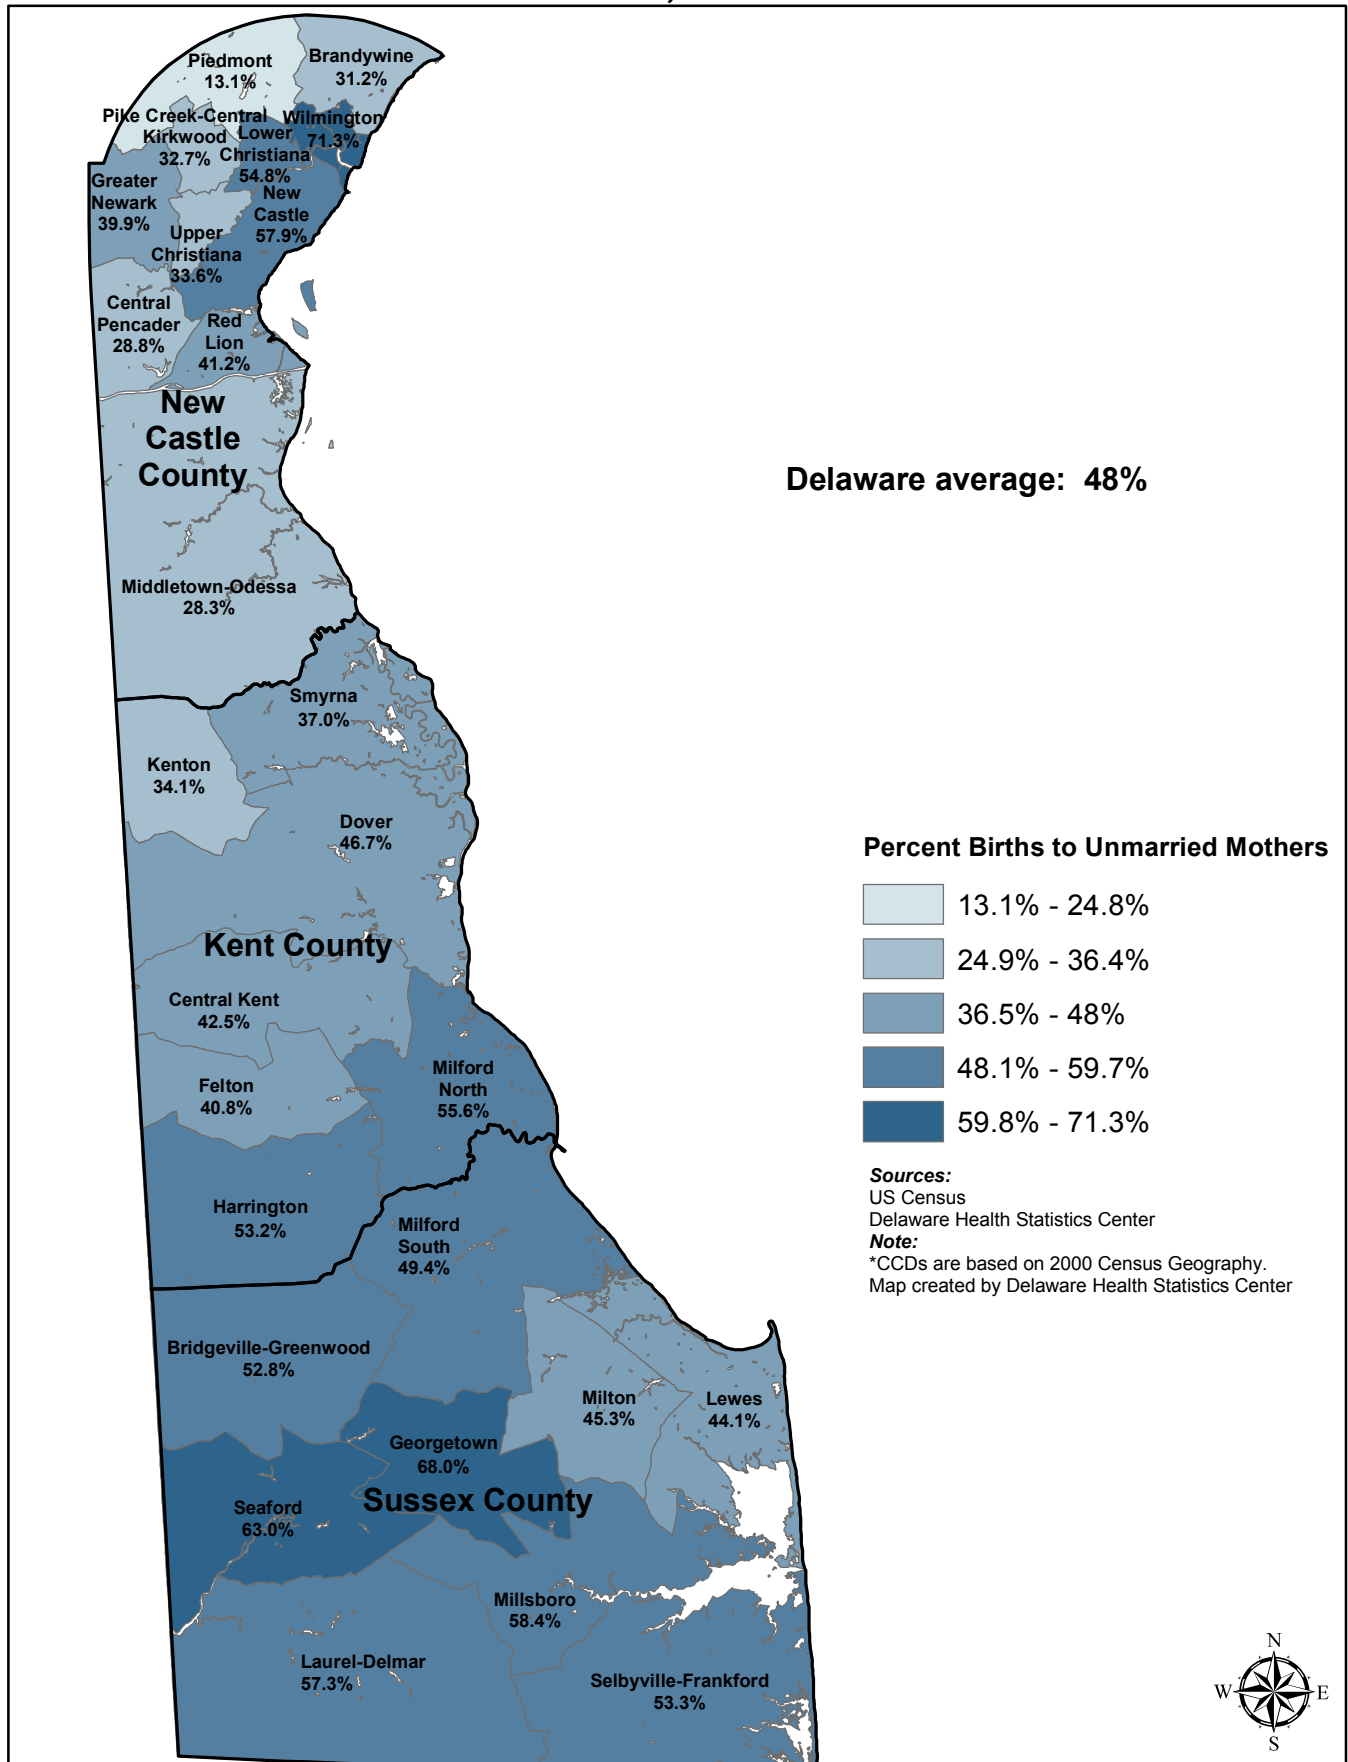 Piedmont
13.1%
Brandywine
31.2%
Pike Creek-Central
Kirkwood
32.7%
Lower
Christiana
54.8%
Wilmington
71.3%
Greater
Newark
39.9%
New
Castle
57.9%
Upper
Christiana
33.6%
Central
Pencader
28.8%
Red
Lion
41.2%
New
Castle
County
Delaware average: 48%
Middletown-Odessa
28.3%
Smyrna
37.0%
Kenton
34.1%
Dover
46.7%
Kent County
Central Kent
42.5%
Felton
40.8%
Milford
North
55.6%
Harrington
53.2%
Percent Births to Unmarried Mothers
13.1% - 24.8%
24.9% - 36.4%
36.5% - 48%
48.1% - 59.7%
59.8% - 71.3%
Sources:
US Census
Delaware Health Statistics Center
Note:
*CCDs are based on 2000 Census Geography.
Map created by Delaware Health Statistics Center
Milford
South
49.4%
Bridgeville-Greenwood
52.8%
Milton
45.3%
Lewes
44.1%
Georgetown
68.0%
Sussex County
Seaford
63.0%
Millsboro
58.4%
Laurel-Delmar
57.3%
Selbyville-Frankford
53.3%
N
W
E
S